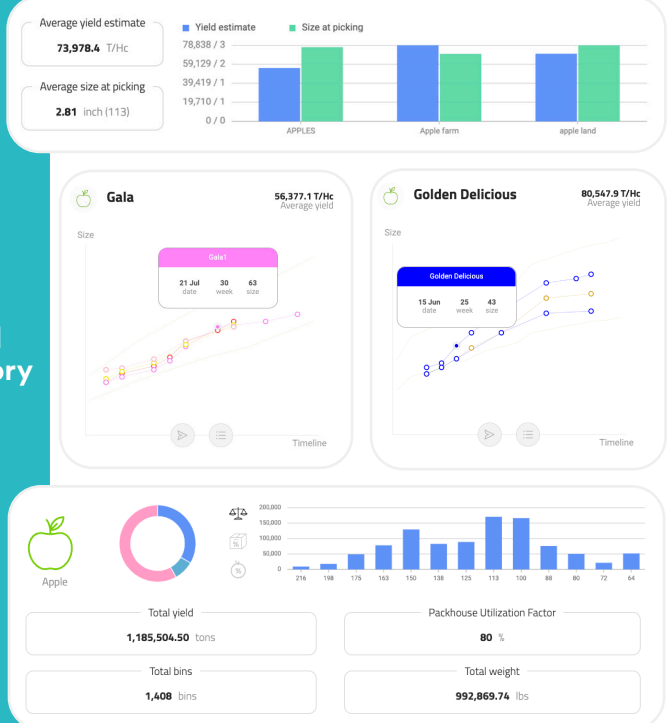 Average yield estimate
73,978.4 T/Hc
Average size at picking
2.81 inch (113)
Yield estimate Size at picking
78,838 / 3
59,129 / 2
39,419 / 1
19,710 / 1
0 / 0
APPLES Apple farm apple land
Gala
56,377.1 T/Hc
Average yield
Size
Gala1
21 Jul 30 63
date week size
Timeline
Golden Delicious
80,547.9 T/Hc
Average yield
Size
Golden Delicious
15 Jun 25 43
date week size
Timeline
ory
Apple
%
%
200,000
150,000
100,000
50,000
0
216 198 175 163 150 138 125 113 100 88 80 72 64
Total yield
1,185,504.50 tons
Packhouse Utilization Factor
80 %
Total bins
1,408 bins
Total weight
992,869.74 lbs